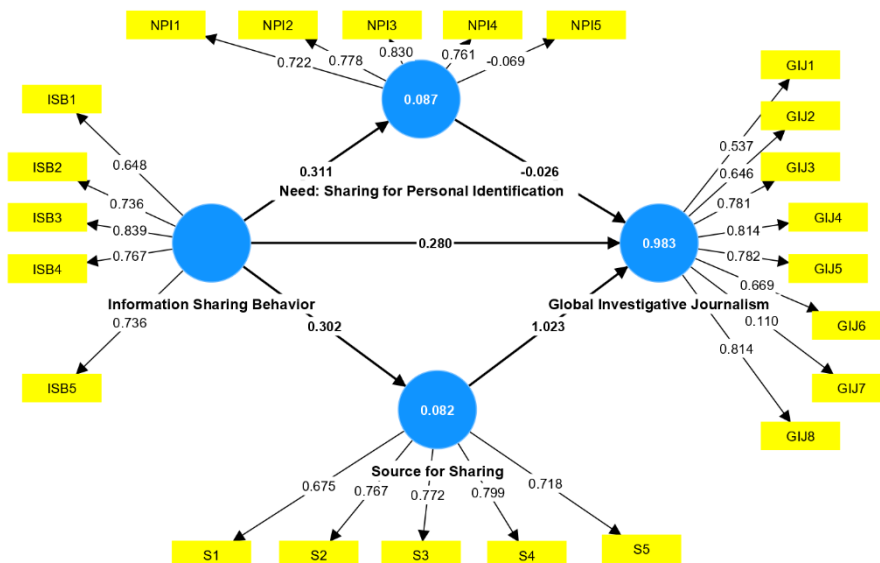 NPI1
NPI2
NPI3
NPI4
NPI5
0.722
0.778
0.830
0.761
-0.069
0.087
GIJ1
GIJ2
GIJ3
GIJ4
GIJ5
GIJ6
GIJ7
GIJ8
0.537
0.646
0.781
0.814
0.782
0.669
0.110
0.814
ISB1
ISB2
ISB3
ISB4
ISB5
0.648
0.736
0.839
0.767
0.736
0.311
-0.026
Need: Sharing for Personal Identification
0.280
0.983
Information Sharing Behavior
Global Investigative Journalism
0.302
1.023
0.082
Source for Sharing
0.675
0.767
0.772
0.799
0.718
S1
S2
S3
S4
S5